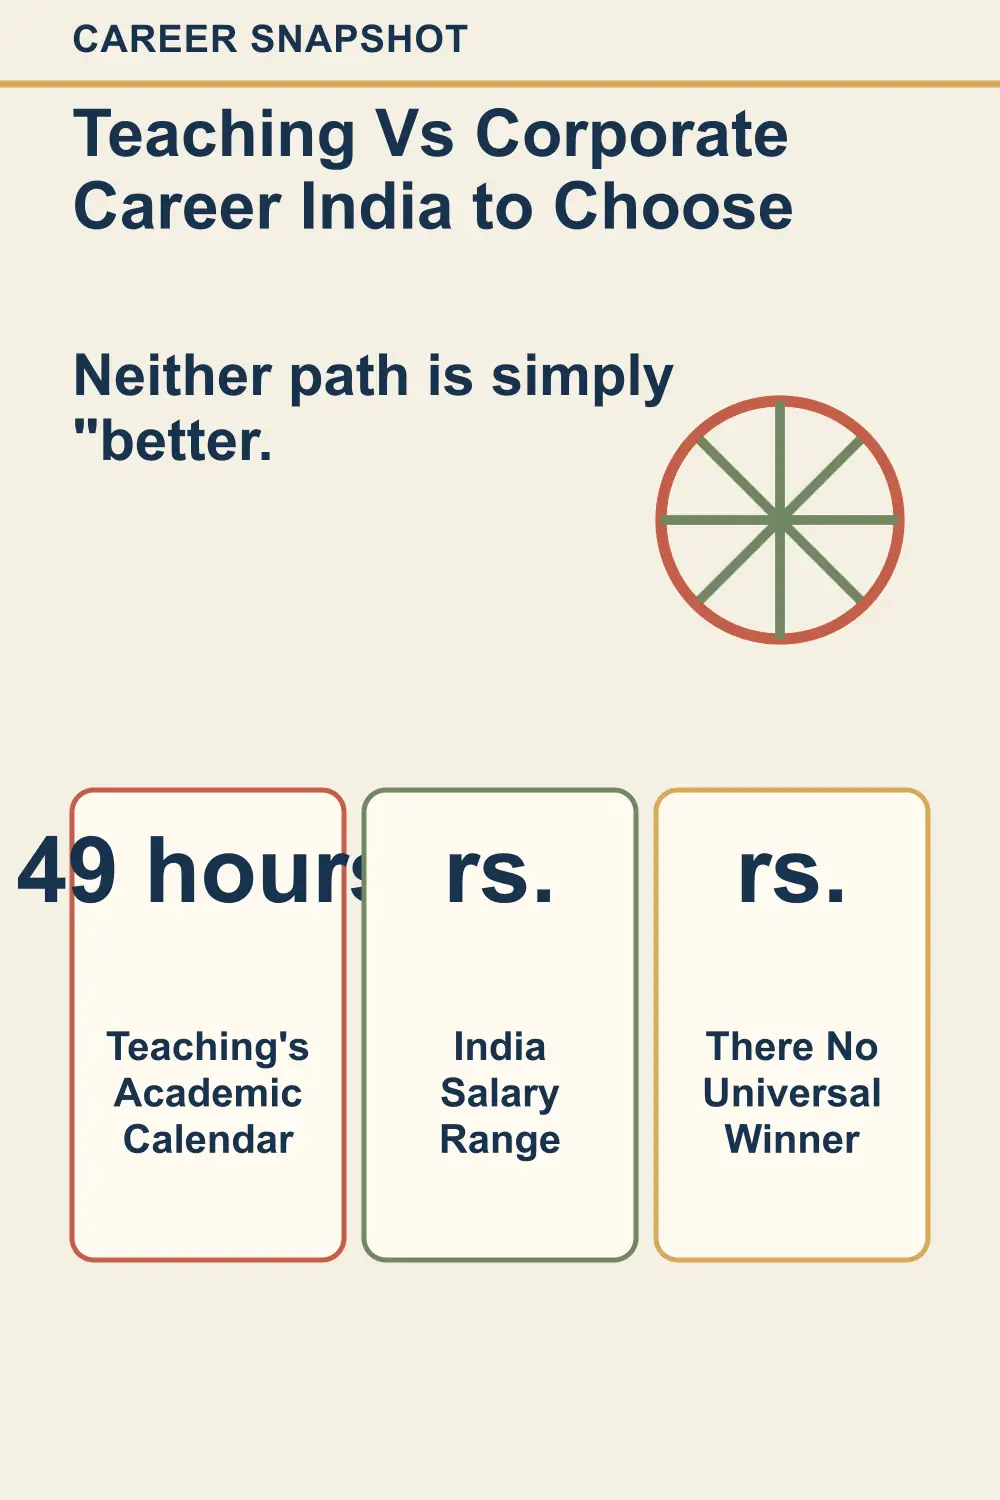 CAREER SNAPSHOT
Teaching Vs Corporate
Career India to Choose
Neither path is simply
"better.
49 hours
rs.
rs.
Teaching's
Academic
Calendar
India
Salary
Range
There No
Universal
Winner